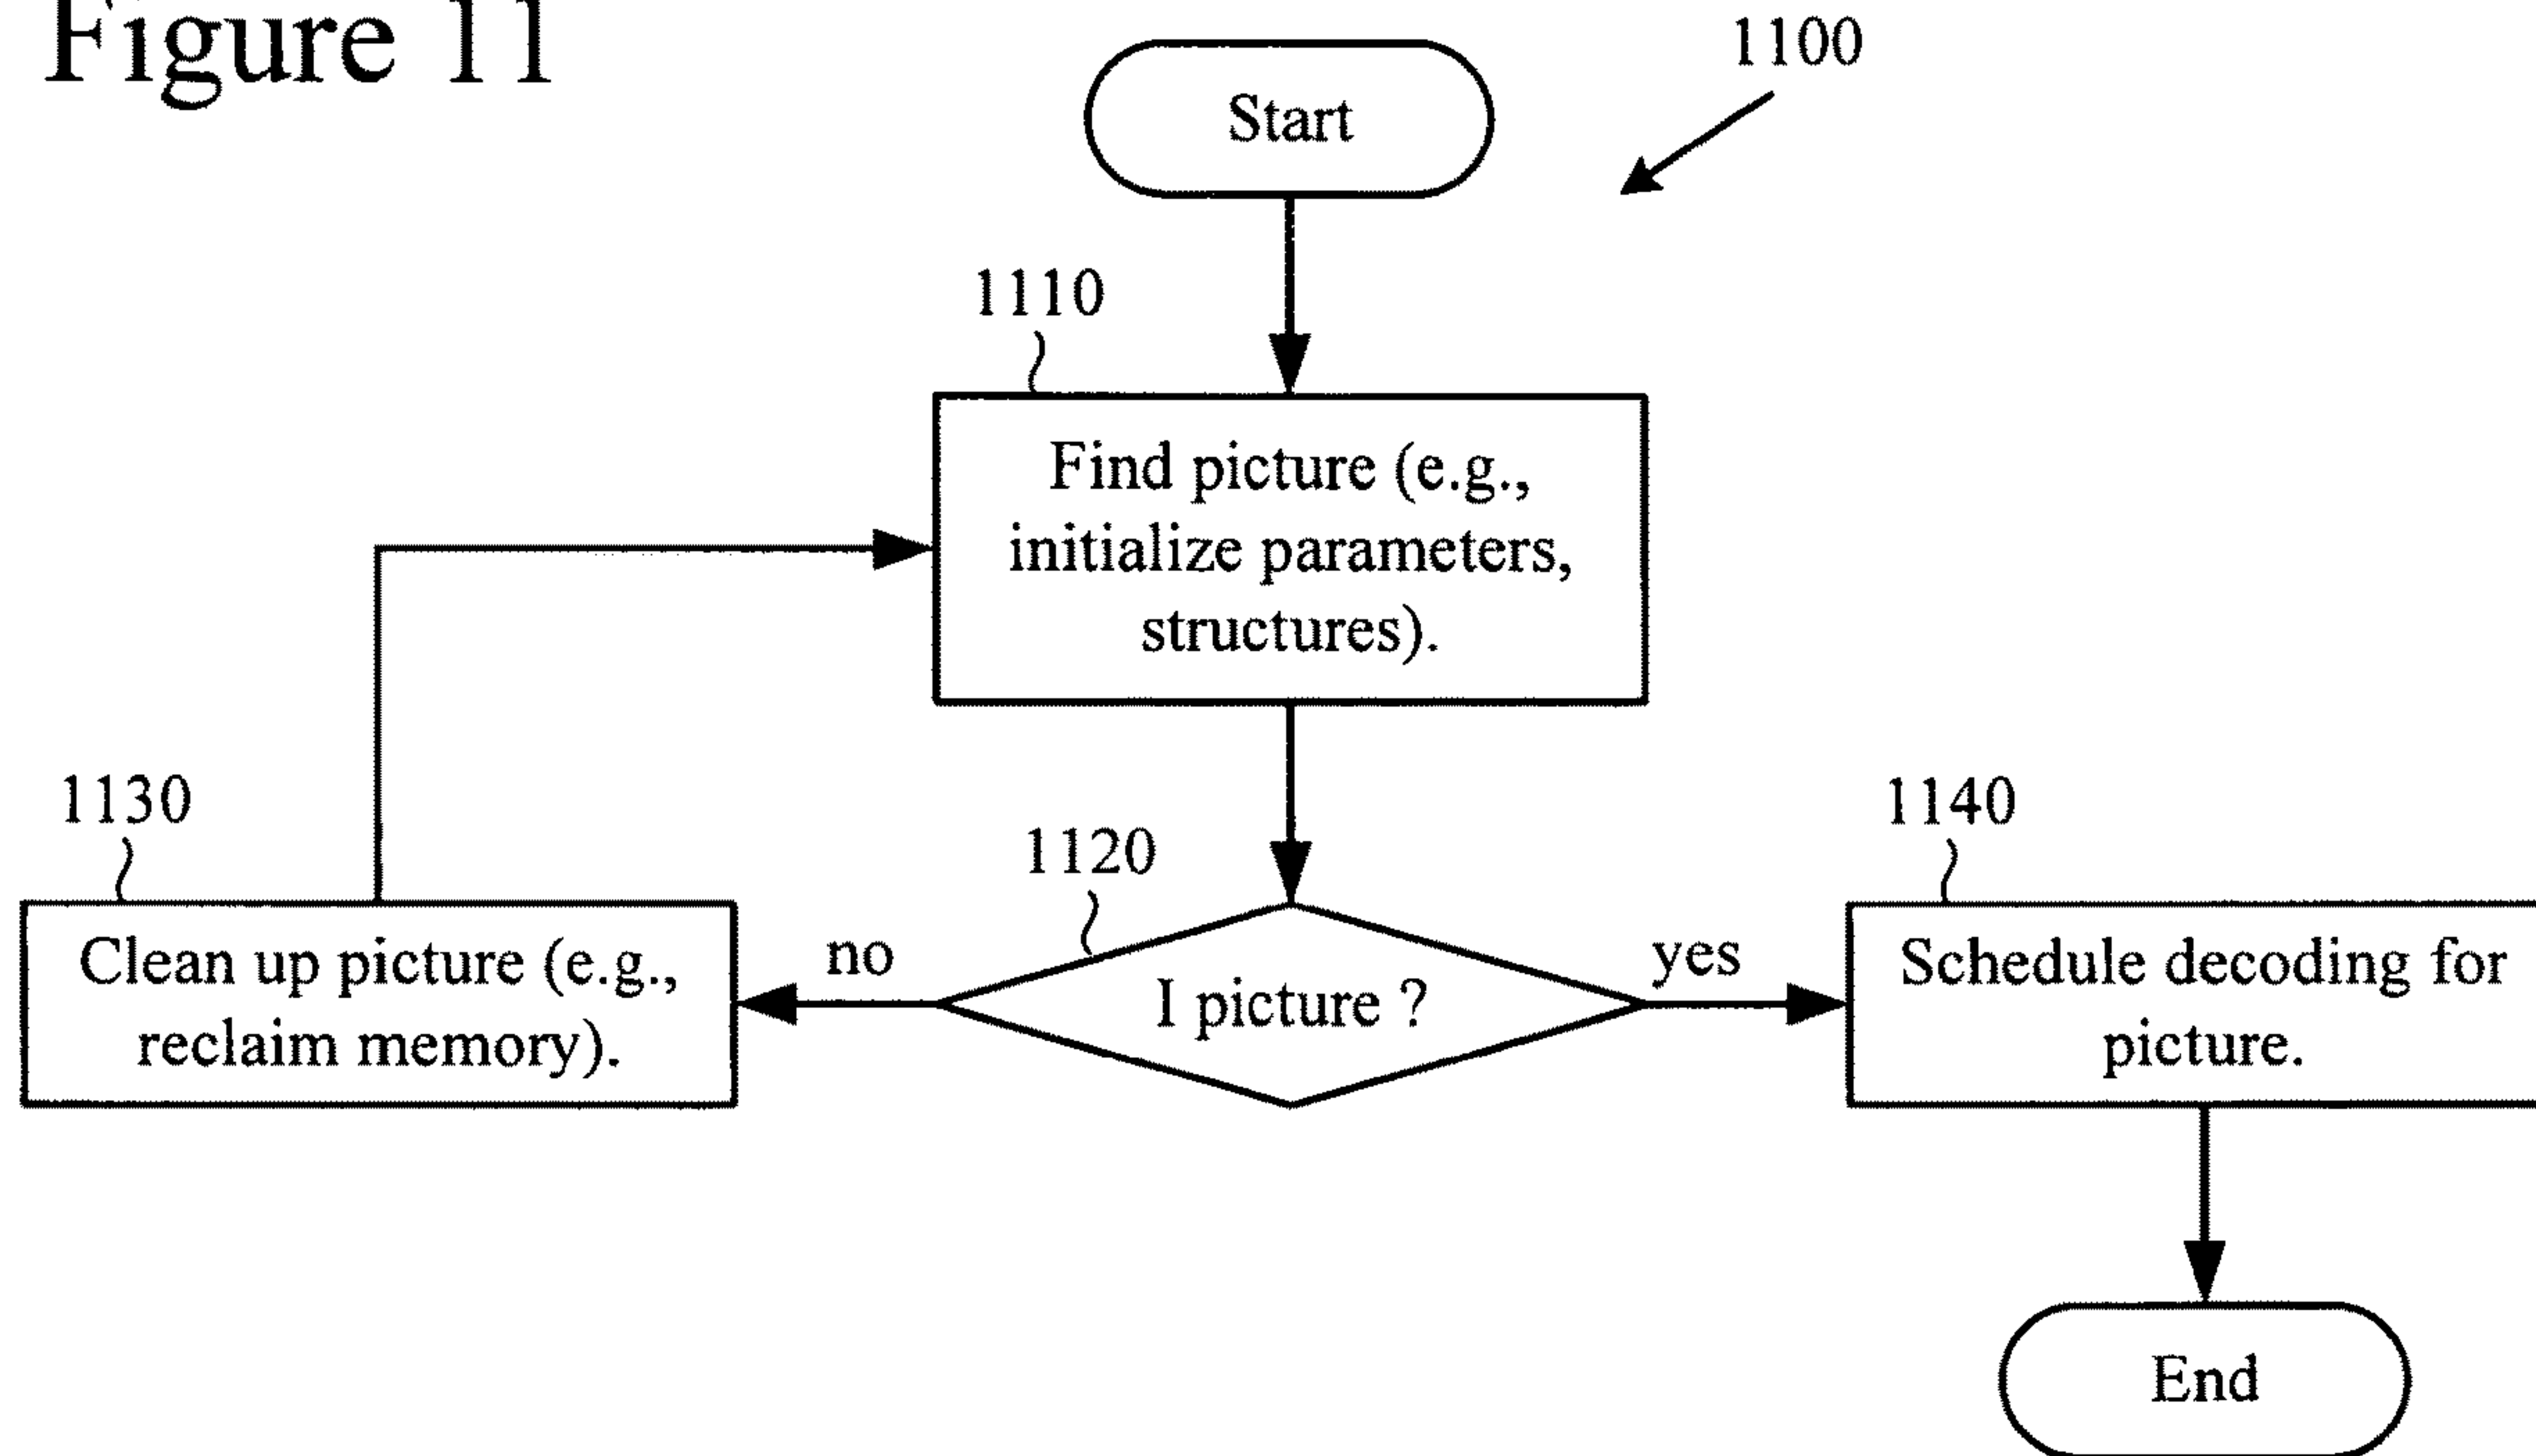 Figure 11
Start
1100
1110
Find picture (e.g.,
initialize parameters,
structures).
1130
1120
1140
Clean up picture (e.g.,
reclaim memory).
no
I picture ?
yes
Schedule decoding for
picture.
End